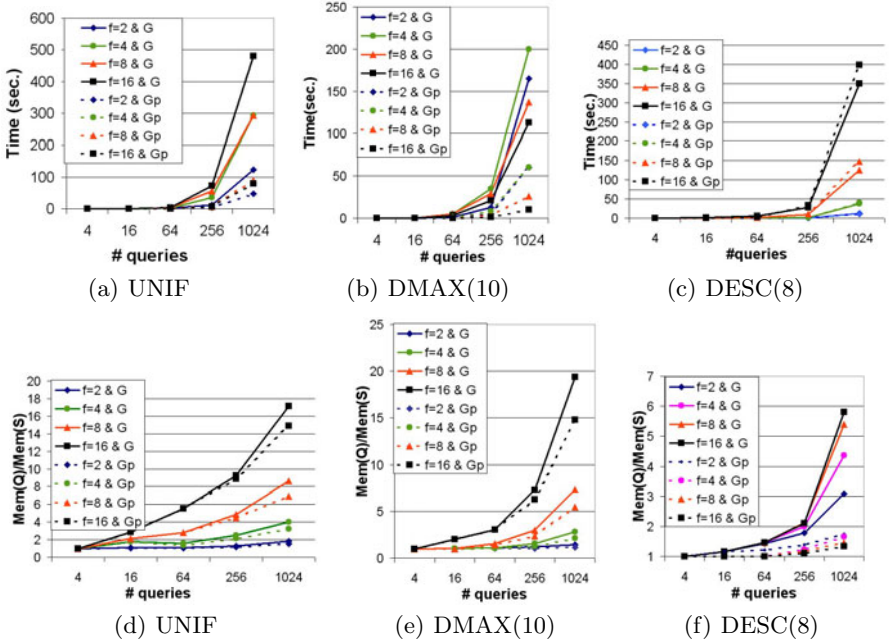 600
500
400
300
200
100
0
Time (sec.)
f=2 & G
f=4 & G
f=8 & G
f=16 & G
f=2 & Gp
f=4 & Gp
f=8 & Gp
f=16 & Gp
4 16 64 256 1024
# queries
(a) UNIF
250
200
150
100
50
0
Time(sec.)
f=2 & G
f=4 & G
f=8 & G
f=16 & G
f=2 & Gp
f=4 & Gp
f=8 & Gp
f=16 & Gp
4 16 64 256 1024
# queries
(b) DMAX(10)
450
400
350
300
250
200
150
100
50
0
Time (sec.)
f=2 & G
f=4 & G
f=8 & G
f=16 & G
f=2 & Gp
f=4 & Gp
f=8 & Gp
f=16 & Gp
4 16 64 256 1024
#queries
(c) DESC(8)
20
18
16
14
12
10
8
6
4
2
0
Mem(Q)/Mem(S)
f=2 & G
f=4 & G
f=8 & G
f=16 & G
f=2 & Gp
f=4 & Gp
f=8 & Gp
f=16 & Gp
4 16 64 256 1024
# queries
(d) UNIF
25
20
15
10
5
0
Mem(Q)/Mem(S)
f=2 & G
f=4 & G
f=8 & G
f=16 & G
f=2 & Gp
f=4 & Gp
f=8 & Gp
f=16 & Gp
4 16 64 256 1024
# queries
(e) DMAX(10)
7
6
5
4
3
2
1
Mem(Q)/Mem(S)
f=2 & G
f=4 & G
f=8 & G
f=16 & G
f=2 & Gp
f=4 & Gp
f=8 & Gp
f=16 & Gp
4 16 64 256 1024
# queries
(f) DESC(8)